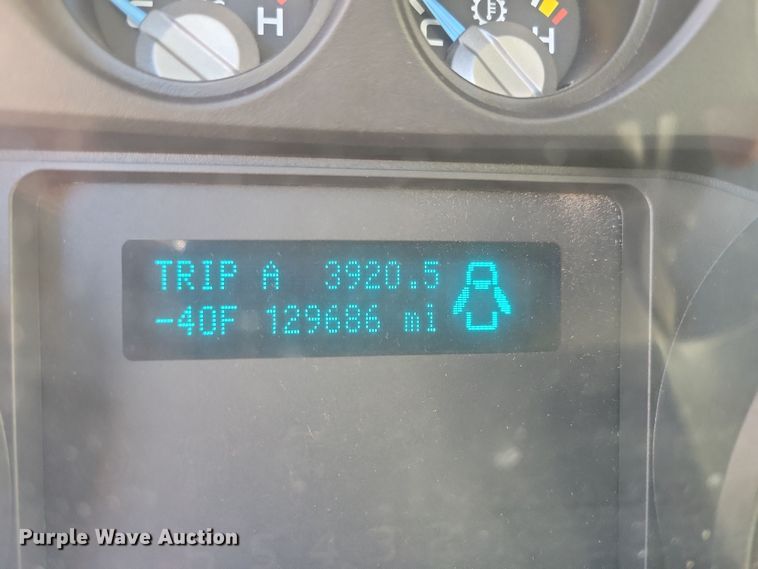 H
C
H
TRIP A 3920.5
-40F 129686 mi
Purple Wave Auction